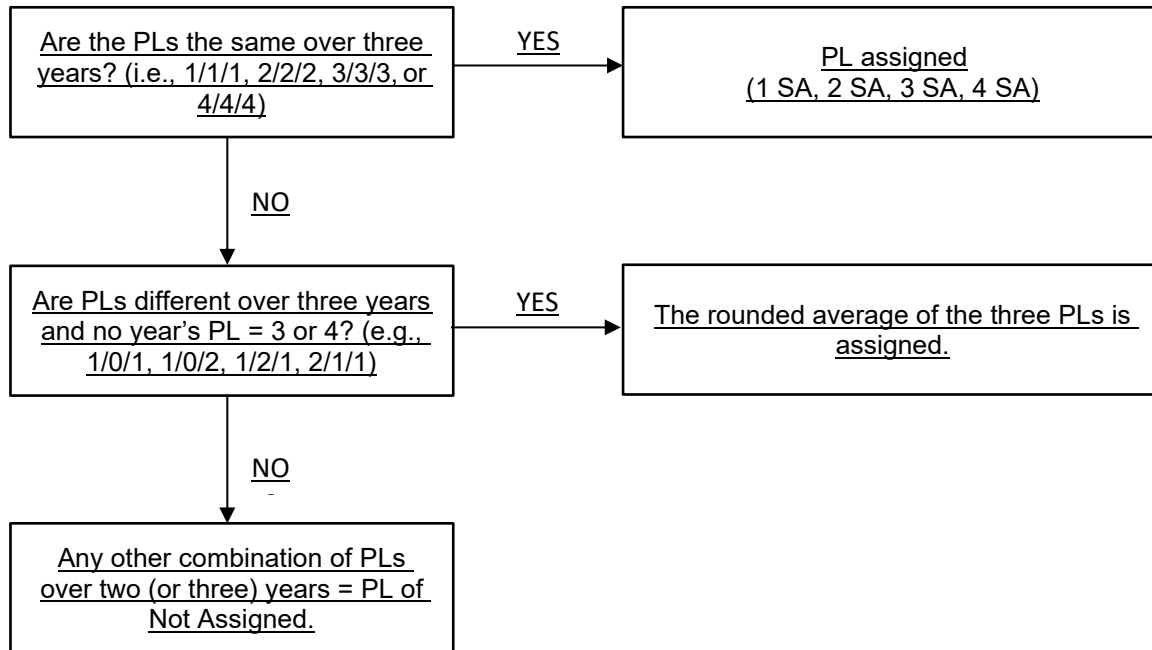 Are the PLs the same over three
years? (i.e., 1/1/1, 2/2/2, 3/3/3, or
4/4/4)
YES
PL assigned
(1 SA, 2 SA, 3 SA, 4 SA)
NO
Are PLs different over three years
and no year’s PL = 3 or 4? (e.g.,
1/0/1, 1/0/2, 1/2/1, 2/1/1)
YES
The rounded average of the three PLs is
assigned.
NO
Any other combination of PLs
over two (or three) years = PL of
Not Assigned.